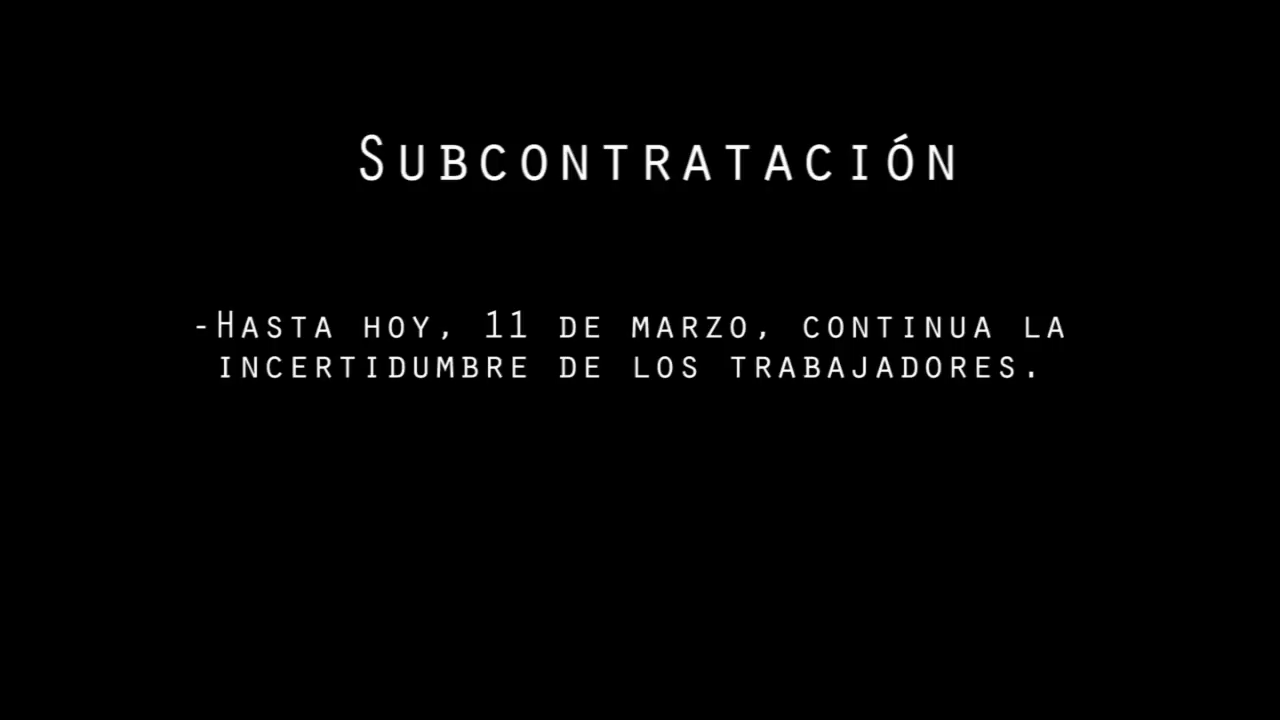 Subcontratación
-Hasta hoy, 11 de marzo, continua la
incertidumbre de los trabajadores.